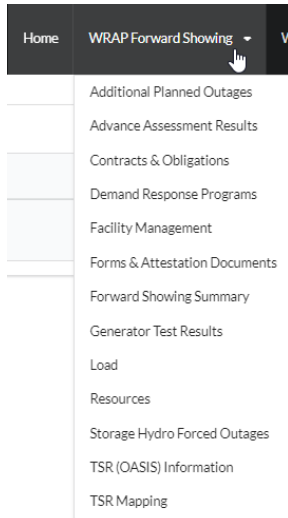 Home WRAP Forward Showing
Additional Planned Outages
Advance Assessment Results
Contracts & Obligations
Demand Response Programs
Facility Management
Forms & Attestation Documents
Forward Showing Summary
Generator Test Results
Load
Resources
Storage Hydro Forced Outages
TSR (OASIS) Information
TSR Mapping